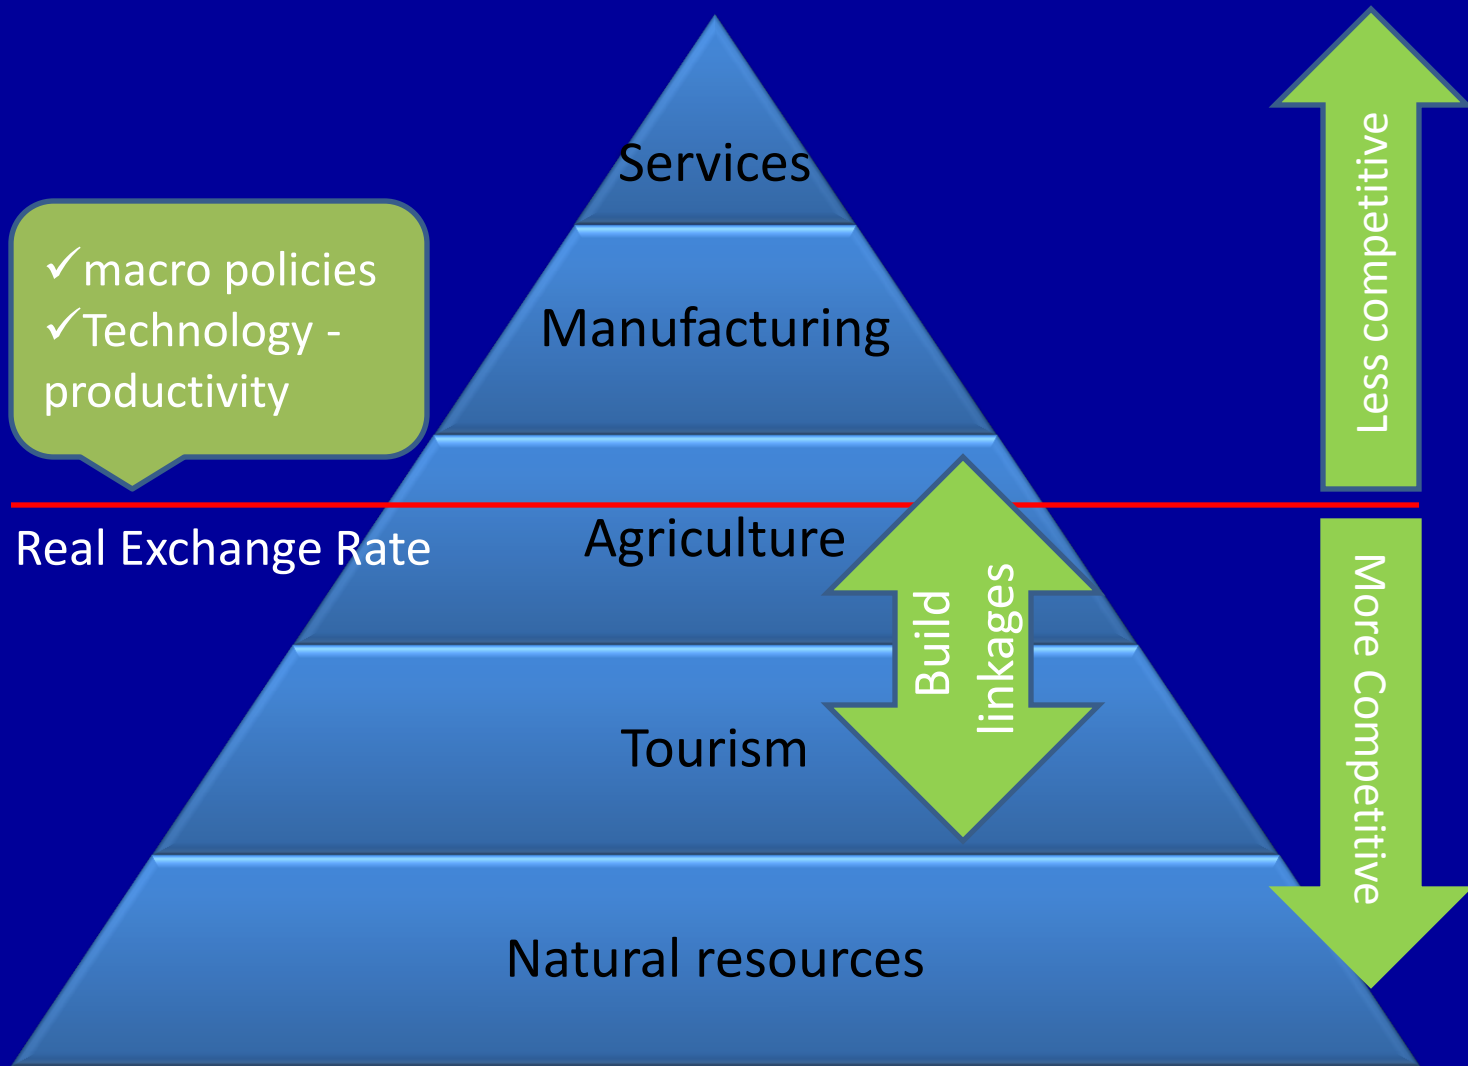 Services
Less competitive
✓macro policies
✓Technology -
productivity
Manufacturing
Real Exchange Rate
Agriculture
Build
linkages
More Competitive
Tourism
Natural resources